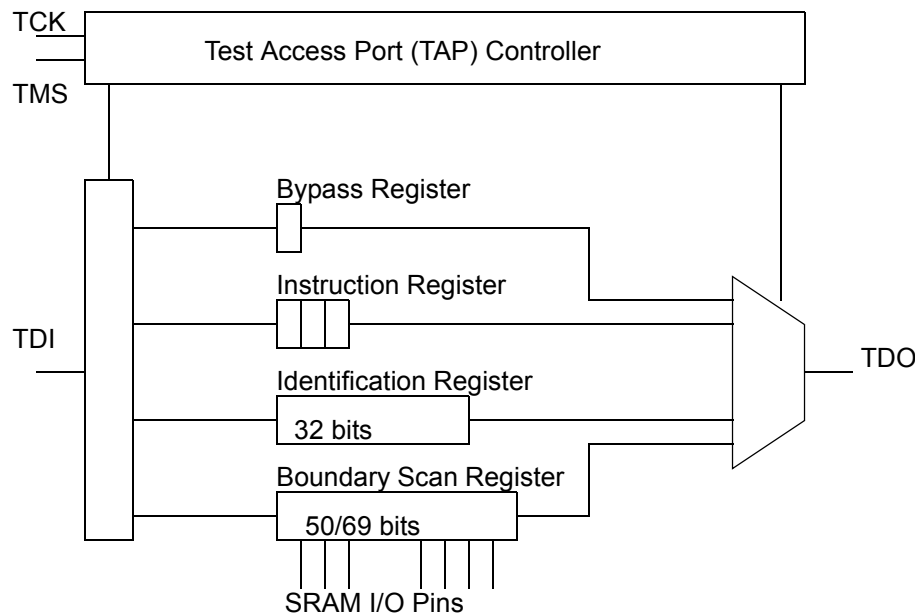 TCK
Test Access Port (TAP) Controller
TMS
Bypass Register
Instruction Register
TDI
TDO
Identification Register
32 bits
Boundary Scan Register
50/69 bits
SRAM I/O Pins